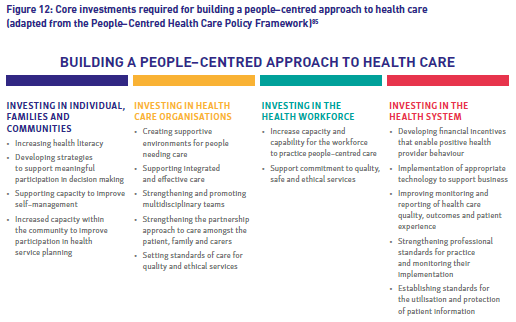 Figure 12: Core investments required for building a people-centred approach to health care
(adapted from the People-Centred Health Care Policy Framework)⁸⁵
BUILDING A PEOPLE-CENTRED APPROACH TO HEALTH CARE
INVESTING IN INDIVIDUAL,
FAMILIES AND
COMMUNITIES
• Increasing health literacy
• Developing strategies
to support meaningful
participation in decision making
• Supporting capacity to improve
self-management
• Increased capacity within
the community to improve
participation in health
service planning
INVESTING IN HEALTH
CARE ORGANISATIONS
• Creating supportive
environments for people
needing care
• Supporting integrated
and effective care
• Strengthening and promoting
multidisciplinary teams
• Strengthening the partnership
approach to care amongst the
patient, family and carers
• Setting standards of care for
quality and ethical services
INVESTING IN THE
HEALTH WORKFORCE
• Increase capacity and
capability for the workforce
to practice people-centred care
• Support commitment to quality,
safe and ethical services
INVESTING IN THE
HEALTH SYSTEM
• Developing financial incentives
that enable positive health
provider behaviour
• Implementation of appropriate
technology to support business
• Improving monitoring and
reporting of health care
quality, outcomes and patient
experience
• Strengthening professional
standards for practice
and monitoring their
implementation
• Establishing standards for
the utilisation and protection
of patient information